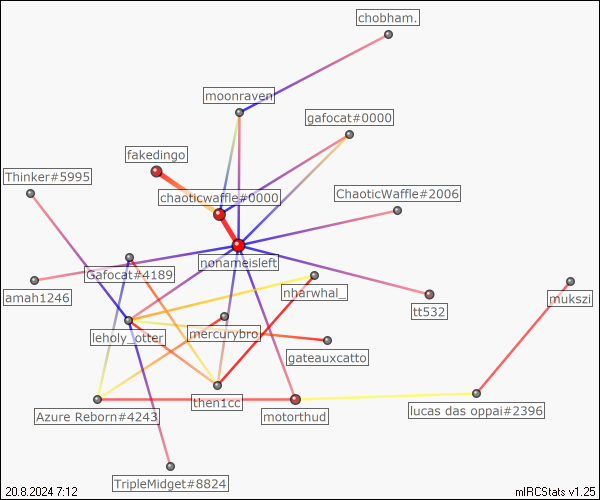 chobham.
moonraven
gafocat#0000
fakedingo
Thinker#5995
chaoticwaffle#0000
ChaoticWaffle#2006
nonameisleft
Gafocat#4189
amah1246
nharwhal_
tt532
mukszi
leholy_otter
mercurybro
gateauxcatto
then1cc
Azure Reborn#4243
motorthud
lucas das oppai#2396
TripleMidget#8824
20.8.2024 7:12
mIRCStats v1.25